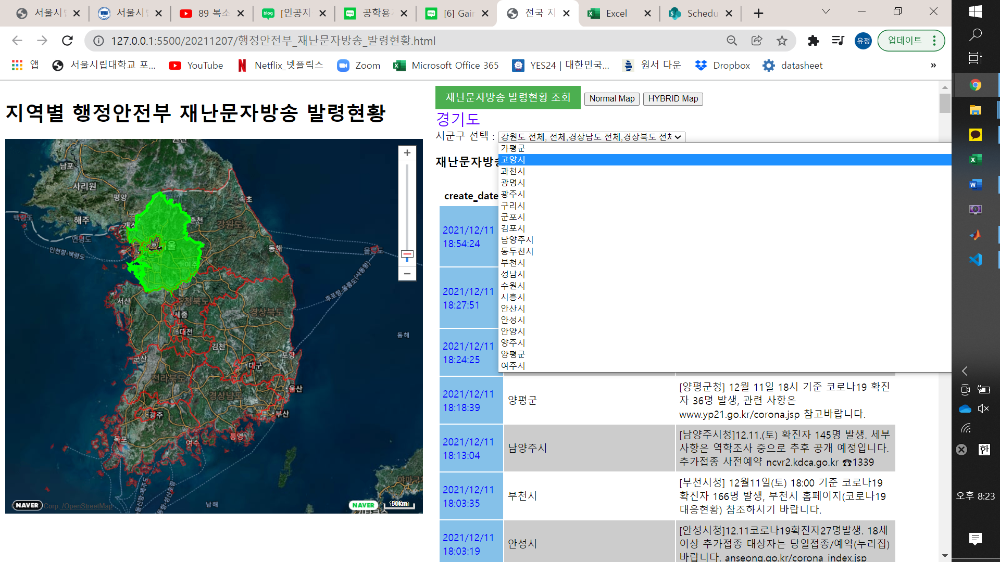 서울시립
서울시립
89 복소
[인공지
공학용
[6] Gain
전국 지
Excel
Schedu
127.0.0.1:5500/20211207/행정안전부_재난문자방송_발령현황.html
유정
업데이트
앱
서울시립대학교 포...
YouTube
Netflix_넷플릭스
Zoom
Microsoft Office 365
YES24 | 대한민국...
원서 다운
Dropbox
datasheet
»
지역별 행정안전부 재난문자방송 발령현황
재난문자방송 발령현황 조회
Normal Map
HYBRID Map
경기도
시군구 선택 :
강원도 전체, 전체,경상남도 전체,경상북도 전체
가평군
고양시
과천시
광명시
광주시
구리시
군포시
김포시
남양주시
동두천시
부천시
성남시
수원시
시흥시
안산시
안성시
안양시
양주시
양평군
여주시
재난문자방송
create_date
2021/12/11
18:54:24
2021/12/11
18:27:51
2021/12/11
18:24:25
2021/12/11
18:18:39
양평군
[양평군청] 12월 11일 18시 기준 코로나19 확진
자 36명 발생, 관련 사항은
www.yp21.go.kr/corona.jsp 참고바랍니다.
2021/12/11
18:13:04
남양주시
[남양주시청]12.11.(토) 확진자 145명 발생. 세부
사항은 역학조사 중으로 추후 공개 예정입니다.
추가접종 사전예약 ncvr2.kdca.go.kr ☎1339
2021/12/11
18:03:35
부천시
[부천시청] 12월11일(토) 18:00 기준 코로나19
확진자 166명 발생, 부천시 홈페이지(코로나19
대응현황) 참조하시기 바랍니다.
2021/12/11
18:03:19
안성시
[안성시청]12.11코로나19확진자27명발생. 18세
이상 추가접종 대상자는 당일접종/예약(누리집)
바랍니다. anseong.go.kr/corona_index.jsp
남포
사리원
평양
속초
백령도
해주
춘천
강원도
연평도
인천항-백령도
울
동해
울릉도
여주
후포항-울릉도(사동항)
서산
충청북도
세종
경상북도
대전
동해
김천
포항
군산
대구
전라북도
울산
경상남도
광주
부산
목포
여수
통영
남해
야마구
NAVER
Corp. /OpenStreetMap
NAVER
50km
한
오후 8:23